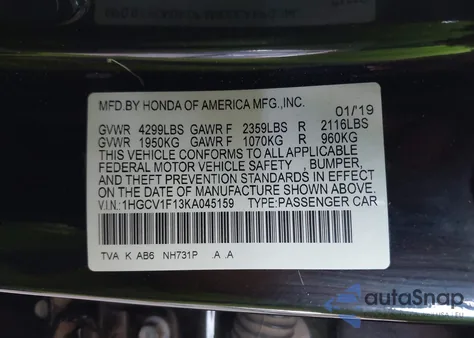 MFD.BY HONDA OF AMERICA MFG.,INC.
01/19
GVWR 4299LBS GAWR F 2359LBS R 2116LBS
GVWR 1950KG GAWR F 1070KG R 960KG
THIS VEHICLE CONFORMS TO ALL APPLICABLE
FEDERAL MOTOR VEHICLE SAFETY , BUMPER,
AND THEFT PREVENTION STANDARDS IN EFFECT
ON THE DATE OF MANUFACTURE SHOWN ABOVE.
V.I.N.: 1HGCV1F13KA045159 TYPE:PASSENGER CAR
TVA K AB6 NH731P .A .A
autoSnap